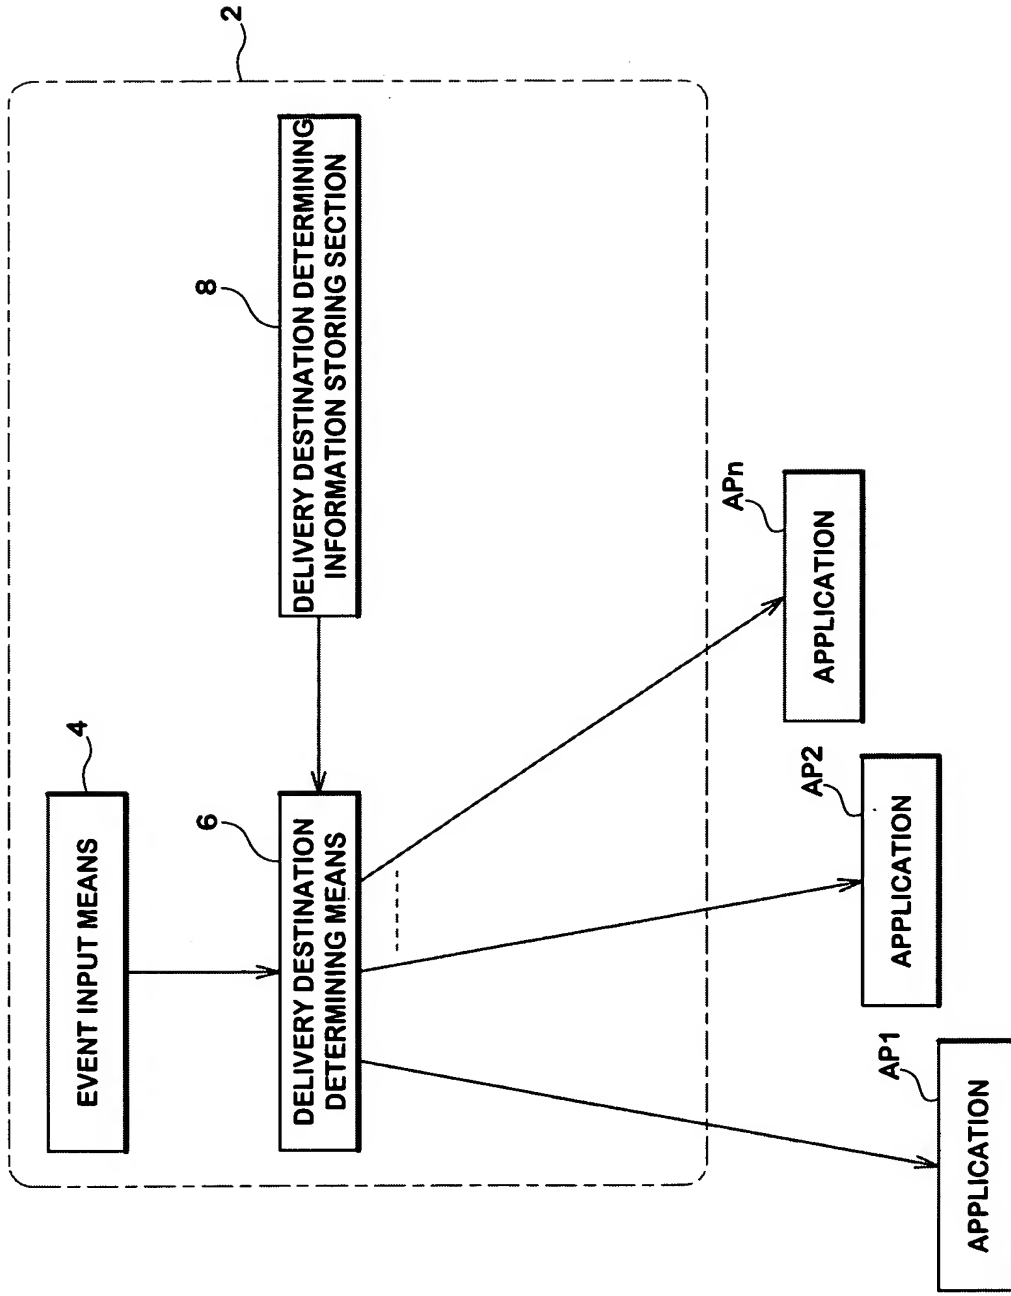 2
EVENT INPUT MEANS
4
DELIVERY DESTINATION
DETERMINING MEANS
6
DELIVERY DESTINATION DETERMINING
INFORMATION STORING SECTION
8
APPLICATION
AP1
APPLICATION
AP2
APPLICATION
APn